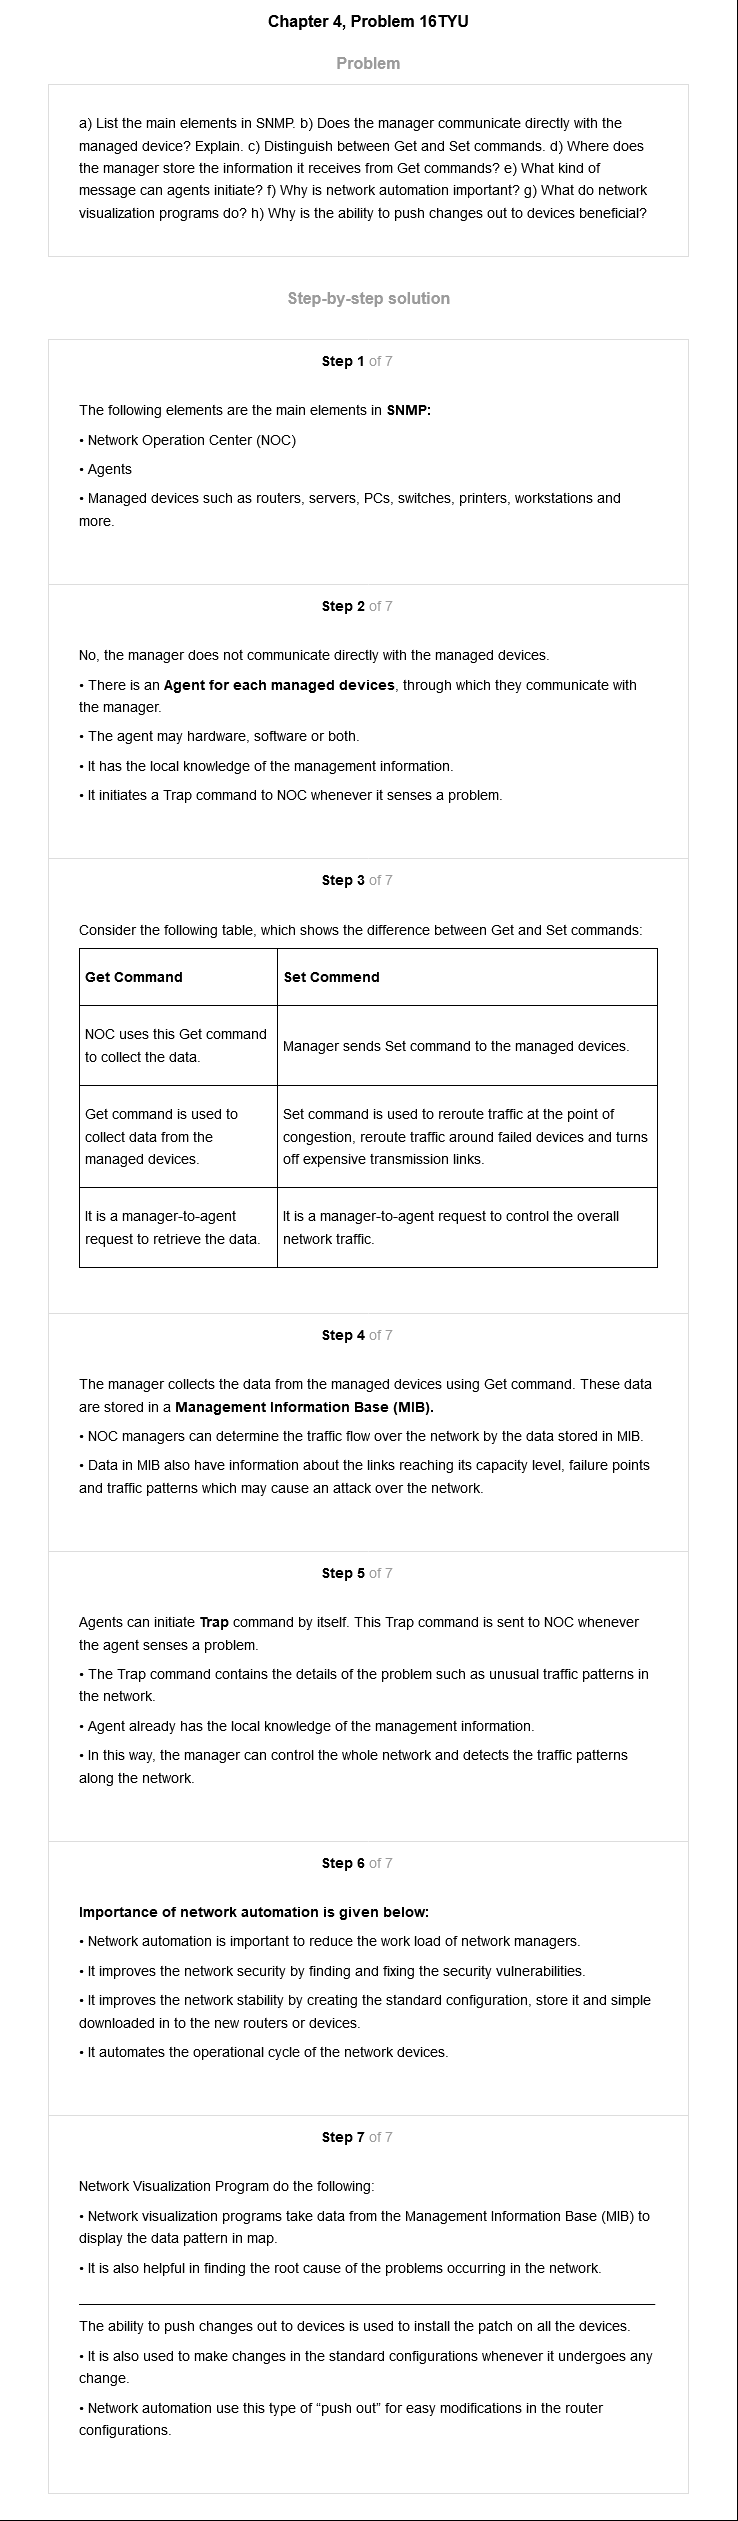 Chapter 4, Problem 16TYU
Problem
a) List the main elements in SNMP. b) Does the manager communicate directly with the
managed device? Explain. c) Distinguish between Get and Set commands. d) Where does
the manager store the information it receives from Get commands? e) What kind of
message can agents initiate? f) Why is network automation important? g) What do network
visualization programs do? h) Why is the ability to push changes out to devices beneficial?
Step-by-step solution
Step 1 of 7
The following elements are the main elements in SNMP:
• Network Operation Center (NOC)
• Agents
• Managed devices such as routers, servers, PCs, switches, printers, workstations and
more.
Step 2 of 7
No, the manager does not communicate directly with the managed devices.
• There is an Agent for each managed devices, through which they communicate with
the manager.
• The agent may hardware, software or both.
• It has the local knowledge of the management information.
• It initiates a Trap command to NOC whenever it senses a problem.
Step 3 of 7
Consider the following table, which shows the difference between Get and Set commands:
Get Command
Set Commend
NOC uses this Get command
to collect the data.
Manager sends Set command to the managed devices.
Get command is used to
collect data from the
managed devices.
Set command is used to reroute traffic at the point of
congestion, reroute traffic around failed devices and turns
off expensive transmission links.
It is a manager-to-agent
request to retrieve the data.
It is a manager-to-agent request to control the overall
network traffic.
Step 4 of 7
The manager collects the data from the managed devices using Get command. These data
are stored in a Management Information Base (MIB).
• NOC managers can determine the traffic flow over the network by the data stored in MIB.
• Data in MIB also have information about the links reaching its capacity level, failure points
and traffic patterns which may cause an attack over the network.
Step 5 of 7
Agents can initiate Trap command by itself. This Trap command is sent to NOC whenever
the agent senses a problem.
• The Trap command contains the details of the problem such as unusual traffic patterns in
the network.
• Agent already has the local knowledge of the management information.
• In this way, the manager can control the whole network and detects the traffic patterns
along the network.
Step 6 of 7
Importance of network automation is given below:
• Network automation is important to reduce the work load of network managers.
• It improves the network security by finding and fixing the security vulnerabilities.
• It improves the network stability by creating the standard configuration, store it and simple
downloaded in to the new routers or devices.
• It automates the operational cycle of the network devices.
Step 7 of 7
Network Visualization Program do the following:
• Network visualization programs take data from the Management Information Base (MIB) to
display the data pattern in map.
• It is also helpful in finding the root cause of the problems occurring in the network.
The ability to push changes out to devices is used to install the patch on all the devices.
• It is also used to make changes in the standard configurations whenever it undergoes any
change.
• Network automation use this type of “push out” for easy modifications in the router
configurations.